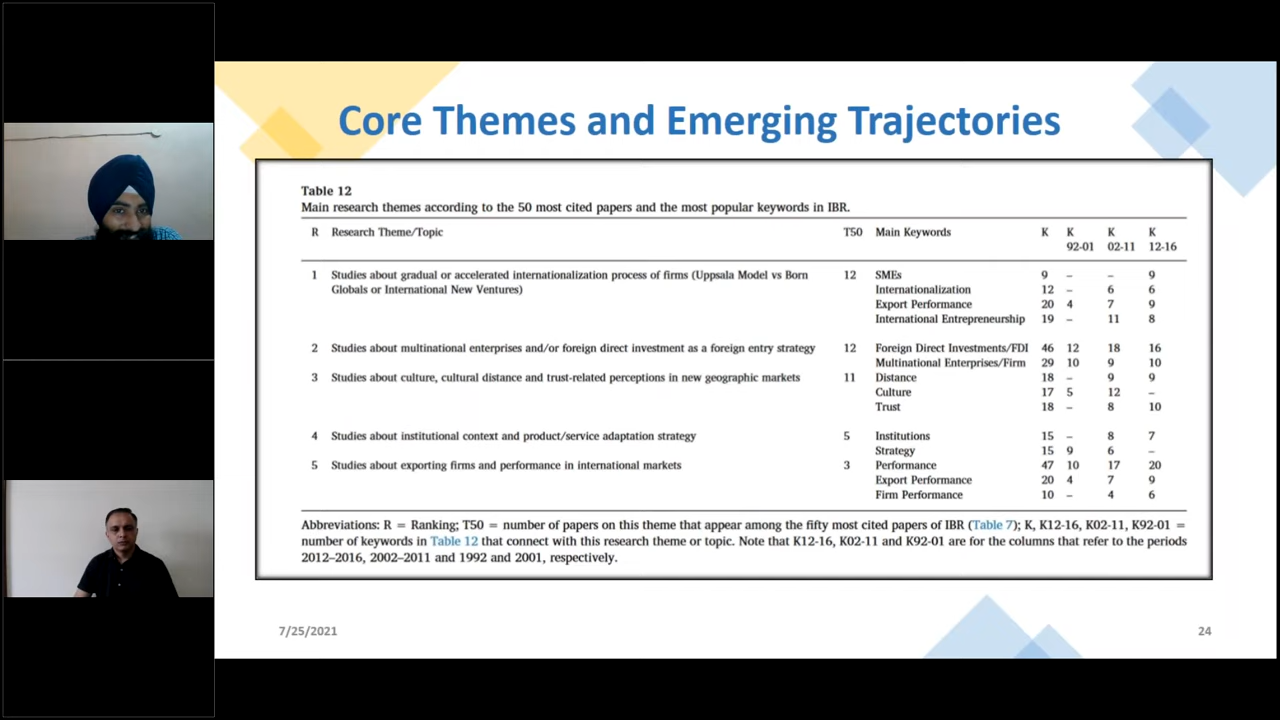 Core Themes and Emerging Trajectories
Table 12
Main research themes according to the 50 most cited papers and the most popular keywords in IBR.
R Research Theme/Topic T50 Main Keywords K K K K
92-01 02-11 12-16
1 Studies about gradual or accelerated internationalization process of firms (Uppsala Model vs Born 12 SMEs 9 – – 9
Globals or International New Ventures) Internationalization 12 – 6 6
Export Performance 20 4 7 9
International Entrepreneurship 19 – 11 8
2 Studies about multinational enterprises and/or foreign direct investment as a foreign entry strategy 12 Foreign Direct Investments/FDI 46 12 18 16
Multinational Enterprises/Firm 29 10 9 10
3 Studies about culture, cultural distance and trust-related perceptions in new geographic markets 11 Distance 18 – 9 9
Culture 17 5 12 –
Trust 18 – 8 10
4 Studies about institutional context and product/service adaptation strategy 5 Institutions 15 – 8 7
Strategy 15 9 6 –
5 Studies about exporting firms and performance in international markets 3 Performance 47 10 17 20
Export Performance 20 4 7 9
Firm Performance 10 – 4 6
Abbreviations: R = Ranking; T50 = number of papers on this theme that appear among the fifty most cited papers of IBR (Table 7); K, K12-16, K02-11, K92-01 =
number of keywords in Table 12 that connect with this research theme or topic. Note that K12-16, K02-11 and K92-01 are for the columns that refer to the periods
2012–2016, 2002–2011 and 1992 and 2001, respectively.
7/25/2021 24